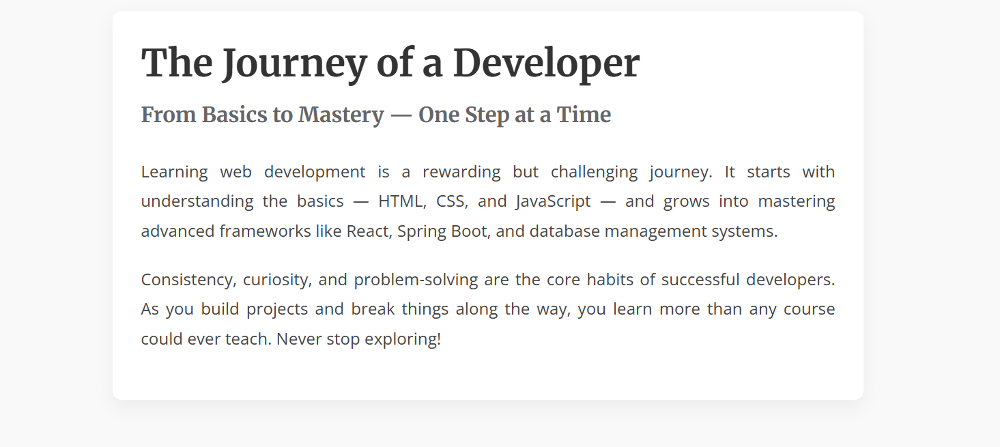 The Journey of a Developer
From Basics to Mastery — One Step at a Time
Learning web development is a rewarding but challenging journey. It starts with
understanding the basics — HTML, CSS, and JavaScript — and grows into mastering
advanced frameworks like React, Spring Boot, and database management systems.
Consistency, curiosity, and problem-solving are the core habits of successful developers.
As you build projects and break things along the way, you learn more than any course
could ever teach. Never stop exploring!